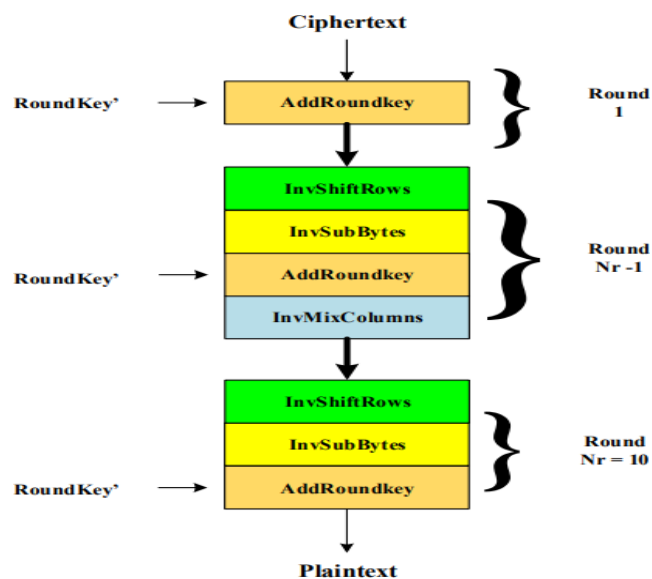 Ciphertext
RoundKey’
AddRoundkey
Round
1
InvShiftRows
InvSubBytes
RoundKey’
AddRoundkey
Round
Nr -1
InvMixColumns
InvShiftRows
InvSubBytes
Round
Nr = 10
RoundKey’
AddRoundkey
Plaintext